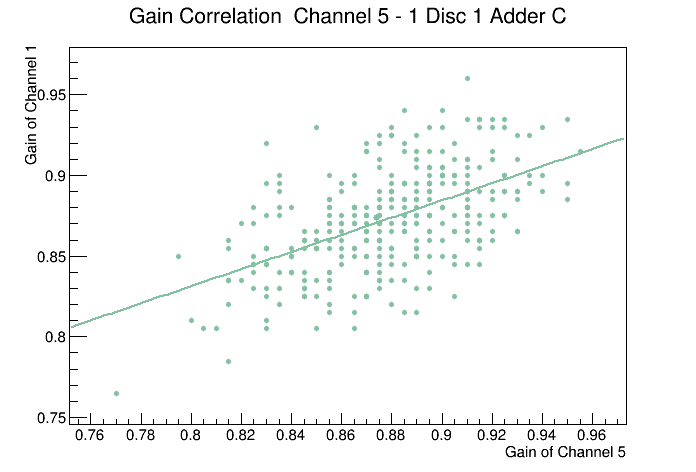 Gain Correlation  Channel 5 - 1 Disc 1 Adder C
Gain of Channel 1
0.95
0.9
0.85
0.8
0.75
0.76 0.78 0.8 0.82 0.84 0.86 0.88 0.9 0.92 0.94 0.96
Gain of Channel 5